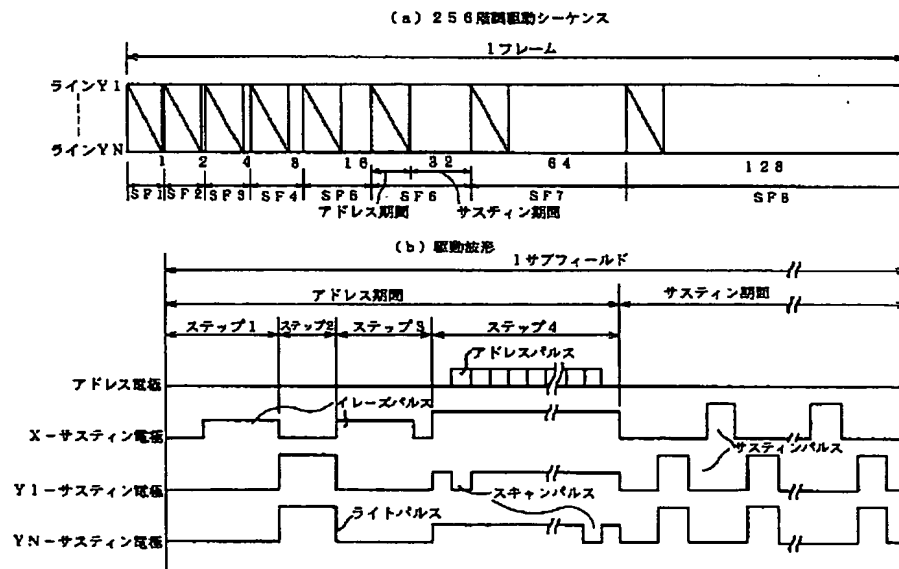 (a) 256階調駆動シーケンス
1フレーム
ラインY1
ラインYN
1 2 4 8 16 32 64 128
SF1 SF2 SF3 SF4 SF5 SF6 SF7 SF8
アドレス期間 サスティン期間
(b) 駆動波形
1サブフィールド
アドレス期間 サスティン期間
ステップ1 ステップ2 ステップ3 ステップ4
アドレスパルス
アドレス電極
イレーズパルス
X-サスティン電極
サスティンパルス
Y1-サスティン電極
スキャンパルス
ライトパルス
YN-サスティン電極